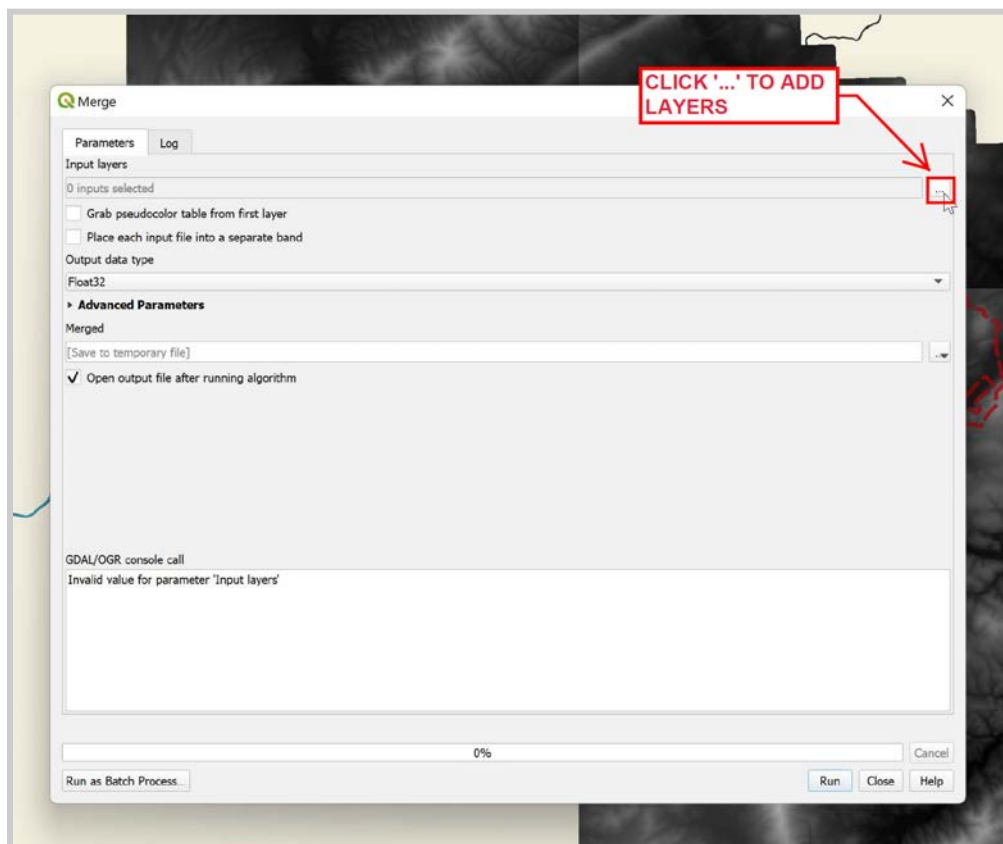 CLICK '...' TO ADD
LAYERS
Merge
Parameters Log
Input layers
0 inputs selected
...
Grab pseudocolor table from first layer
Place each input file into a separate band
Output data type
Float32
Advanced Parameters
Merged
[Save to temporary file]
...
Open output file after running algorithm
GDAL/OGR console call
Invalid value for parameter 'Input layers'
0%
Cancel
Run as Batch Process...
Run Close Help